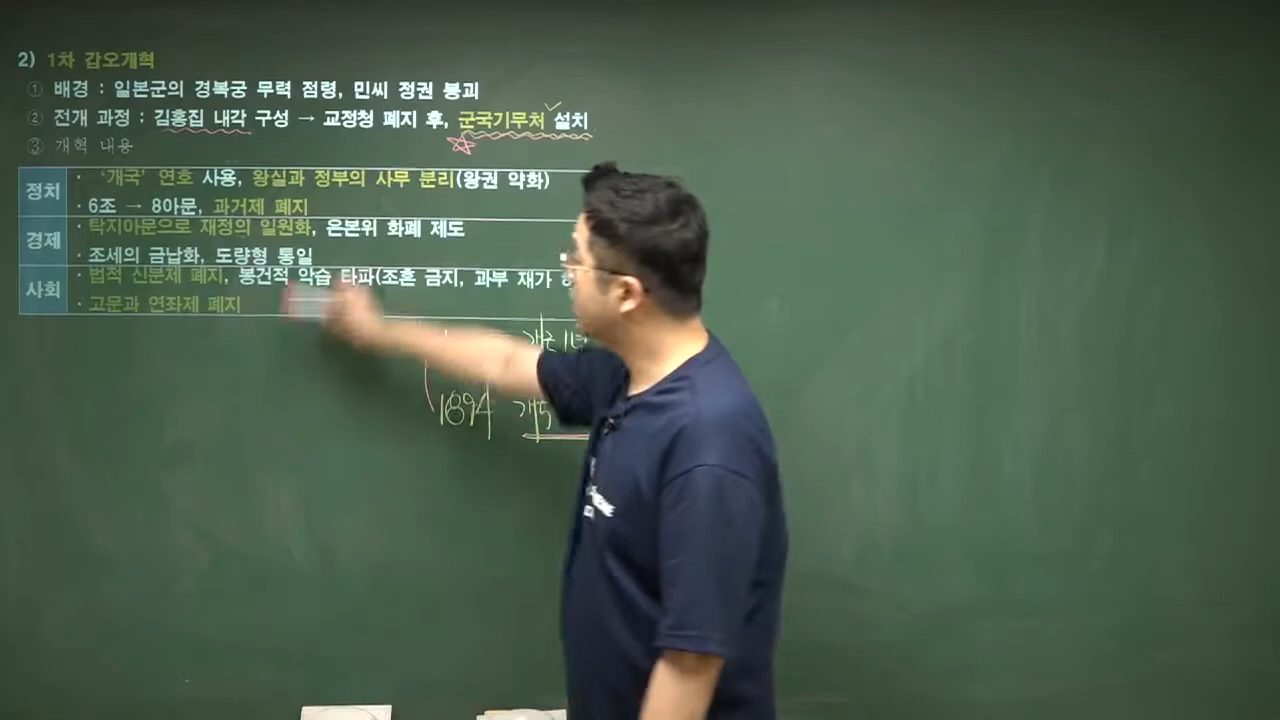 2) 1차 갑오개혁
① 배경 : 일본군의 경복궁 무력 점령, 민씨 정권 붕괴
② 전개 과정 : 김홍집 내각 구성 → 교정청 폐지 후, 군국기무처 설치
③ 개혁 내용
정치
· ‘개국’ 연호 사용, 왕실과 정부의 사무 분리(왕권 약화)
· 6조 → 8아문, 과거제 폐지
경제
· 탁지아문으로 재정의 일원화, 은본위 화폐 제도
· 조세의 금납화, 도량형 통일
사회
· 법적 신분제 폐지, 봉건적 악습 타파(조혼 금지, 과부 재가
· 고문과 연좌제 폐지
1894